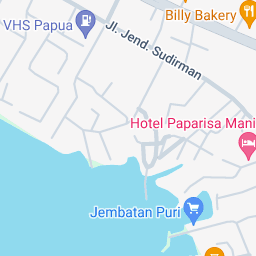 Billy Bakery
VHS Papua
Jl. Jend. Sudirman
Hotel Paparisa Mani
Jembatan Puri